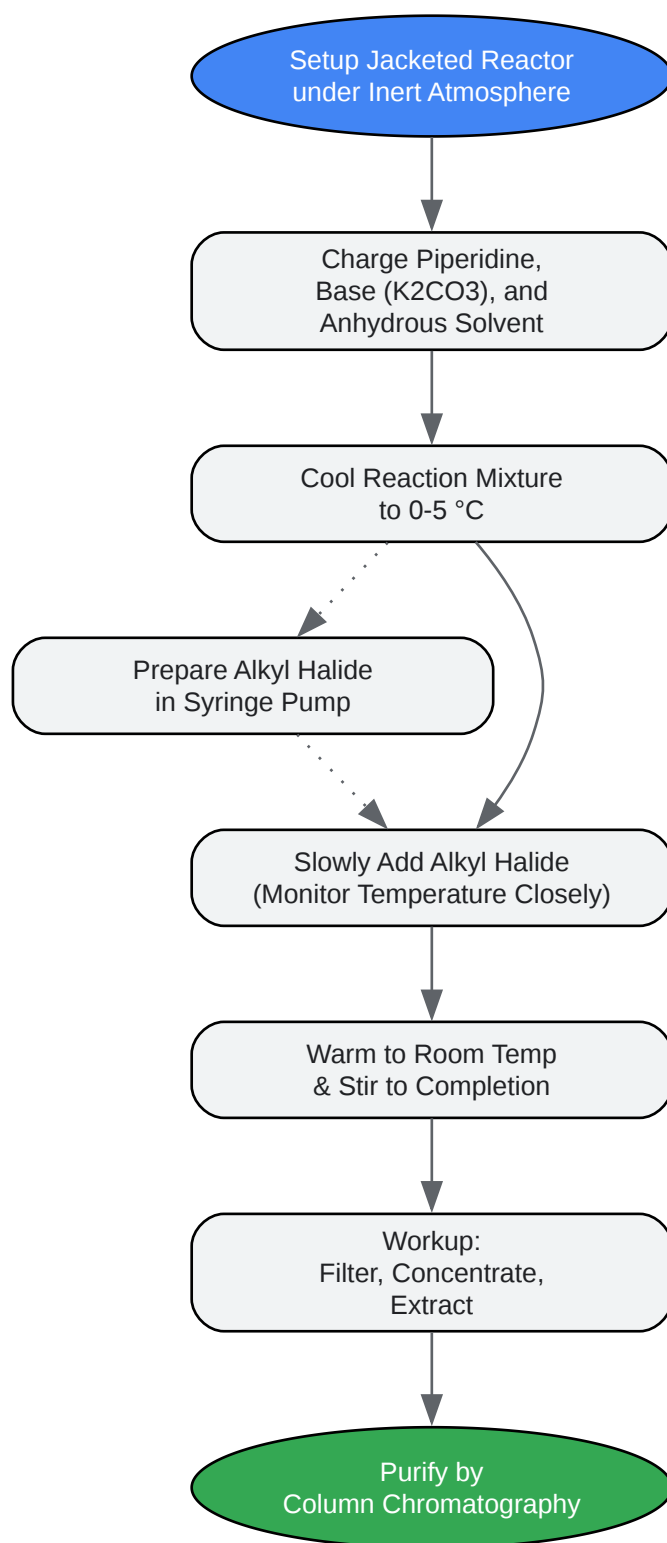 Setup Jacketed Reactor
under Inert Atmosphere
Charge Piperidine,
Base (K2CO3), and
Anhydrous Solvent
Cool Reaction Mixture
to 0-5 °C
Prepare Alkyl Halide
in Syringe Pump
Slowly Add Alkyl Halide
(Monitor Temperature Closely)
Warm to Room Temp
& Stir to Completion
Workup:
Filter, Concentrate,
Extract
Purify by
Column Chromatography